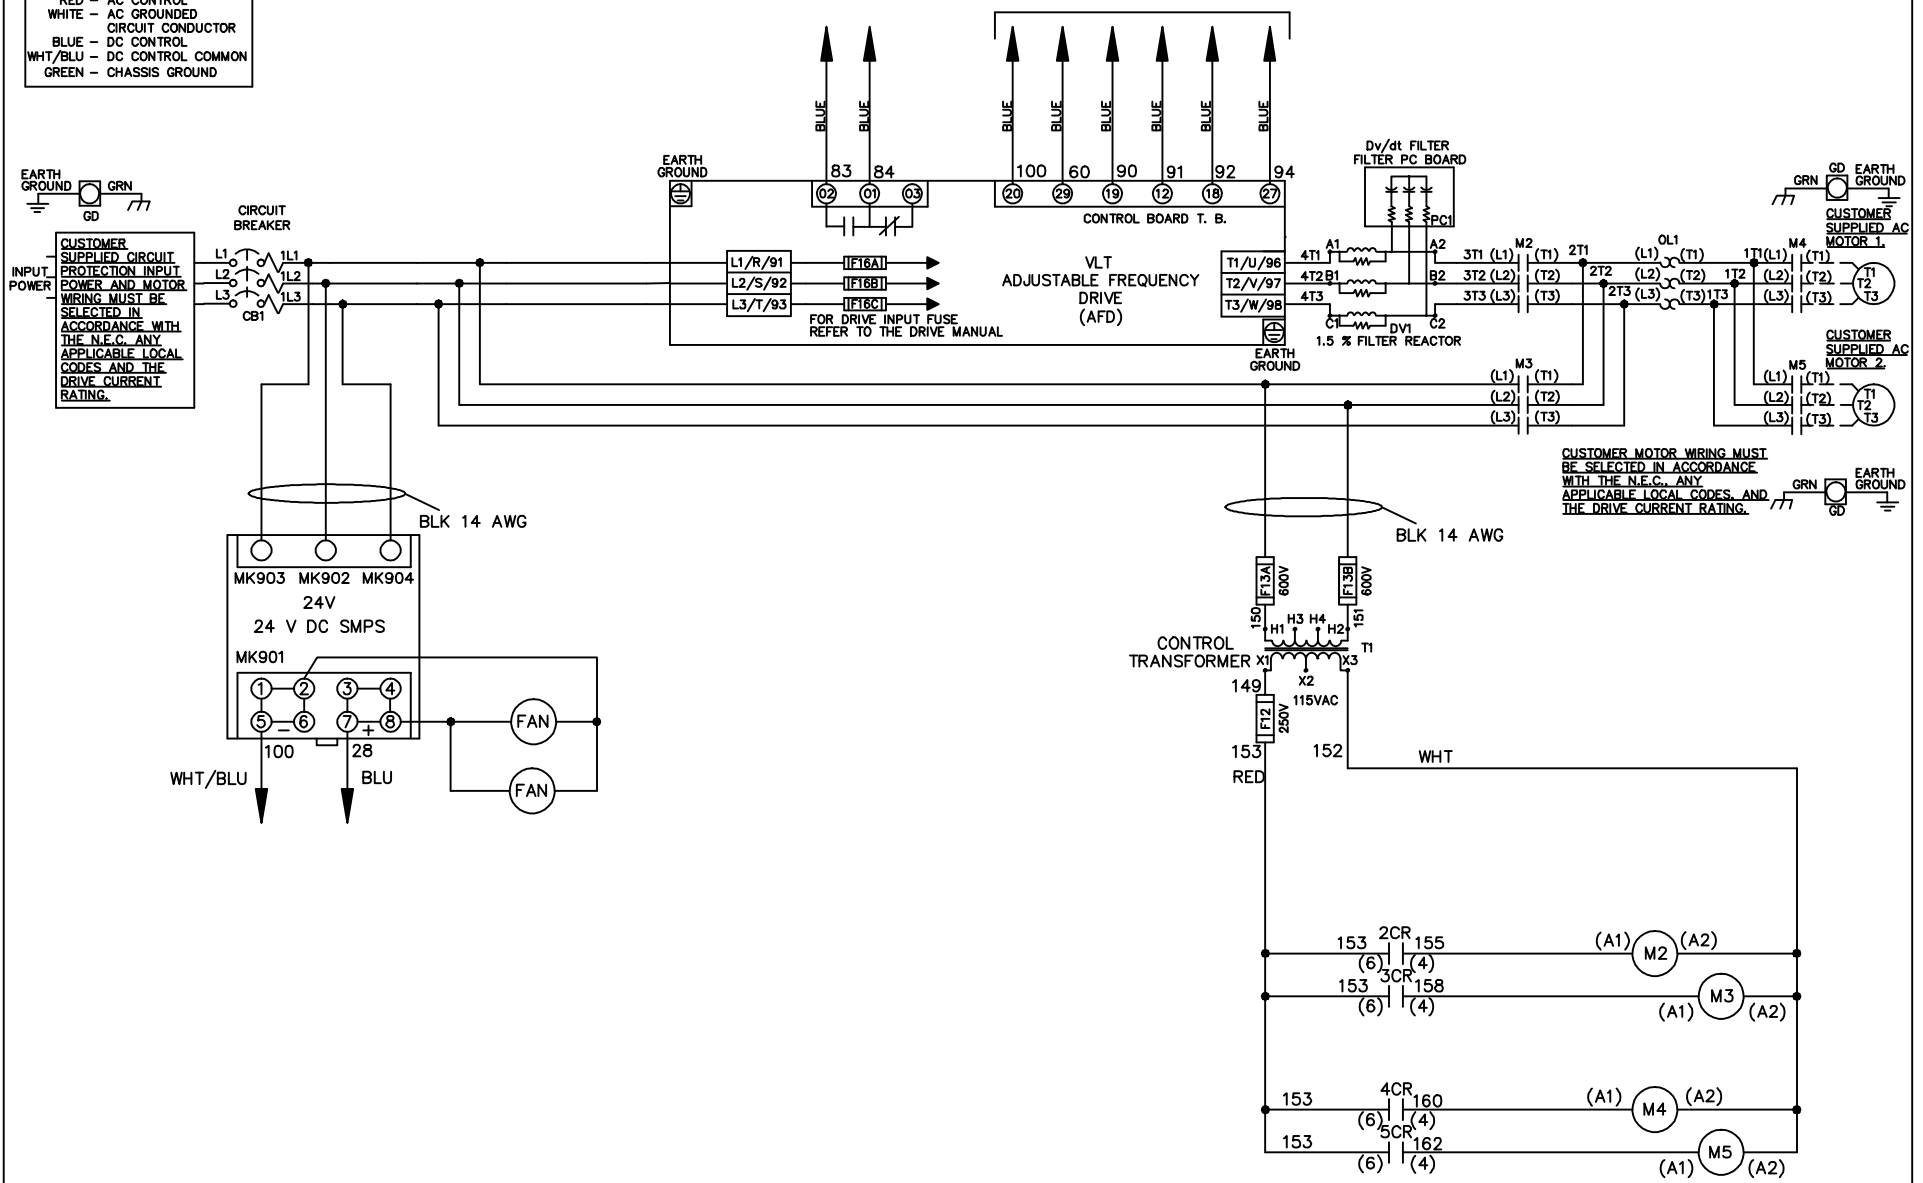 RED – AC CONTROL
WHITE – AC GROUNDED
CIRCUIT CONDUCTOR
BLUE – DC CONTROL
WHT/BLU – DC CONTROL COMMON
GREEN – CHASSIS GROUND
BLUE
BLUE
BLUE
BLUE
BLUE
BLUE
BLUE
BLUE
EARTH
GROUND
GRN
GD
CIRCUIT
BREAKER
CUSTOMER
SUPPLIED CIRCUIT
PROTECTION INPUT
POWER AND MOTOR
WIRING MUST BE
SELECTED IN
ACCORDANCE WITH
THE N.E.C. ANY
APPLICABLE LOCAL
CODES AND THE
DRIVE CURRENT
RATING.
INPUT
POWER
L1
L2
L3
1L1
1L2
1L3
CB1
EARTH
GROUND
83
84
02
01
03
100
60
90
91
92
94
20
29
19
12
18
27
CONTROL BOARD T. B.
L1/R/91
L2/S/92
L3/T/93
F16A
F16B
F16C
FOR DRIVE INPUT FUSE
REFER TO THE DRIVE MANUAL
VLT
ADJUSTABLE FREQUENCY
DRIVE
(AFD)
T1/U/96
T2/V/97
T3/W/98
EARTH
GROUND
4T1
4T2
4T3
Dv/dt FILTER
FILTER PC BOARD
PC1
A1
A2
B1
B2
C1
C2
DV1
1.5 % FILTER REACTOR
3T1 (L1) M2 (T1) 2T1
3T2 (L2) (T2) 2T2
3T3 (L3) (T3) 2T3
OL1
(L1) (T1) 1T1
(L2) (T2) 1T2
(L3) (T3) 1T3
M4
(L1) (T1)
(L2) (T2)
(L3) (T3)
T1
T2
T3
GRN
GD
EARTH
GROUND
CUSTOMER
SUPPLIED AC
MOTOR 1.
CUSTOMER
SUPPLIED AC
MOTOR 2.
M3
(L1) (T1)
(L2) (T2)
(L3) (T3)
M5
(L1) (T1)
(L2) (T2)
(L3) (T3)
T1
T2
T3
CUSTOMER MOTOR WIRING MUST
BE SELECTED IN ACCORDANCE
WITH THE N.E.C., ANY
APPLICABLE LOCAL CODES, AND
THE DRIVE CURRENT RATING.
GRN
GD
EARTH
GROUND
BLK 14 AWG
MK903 MK902 MK904
24V
24 V DC SMPS
MK901
1 2 3 4
5 – 6 7 + 8
100
28
WHT/BLU
BLU
FAN
FAN
BLK 14 AWG
F13A
600V
F13B
600V
150
151
H1 H3 H4 H2
CONTROL
TRANSFORMER
T1
X1
X2
X3
115VAC
149
F12
250V
153
RED
152
WHT
153 2CR 155
(6) (4)
(A1) M2 (A2)
153 3CR 158
(6) (4)
(A1) M3 (A2)
153 4CR 160
(6) (4)
(A1) M4 (A2)
153 5CR 162
(6) (4)
(A1) M5 (A2)